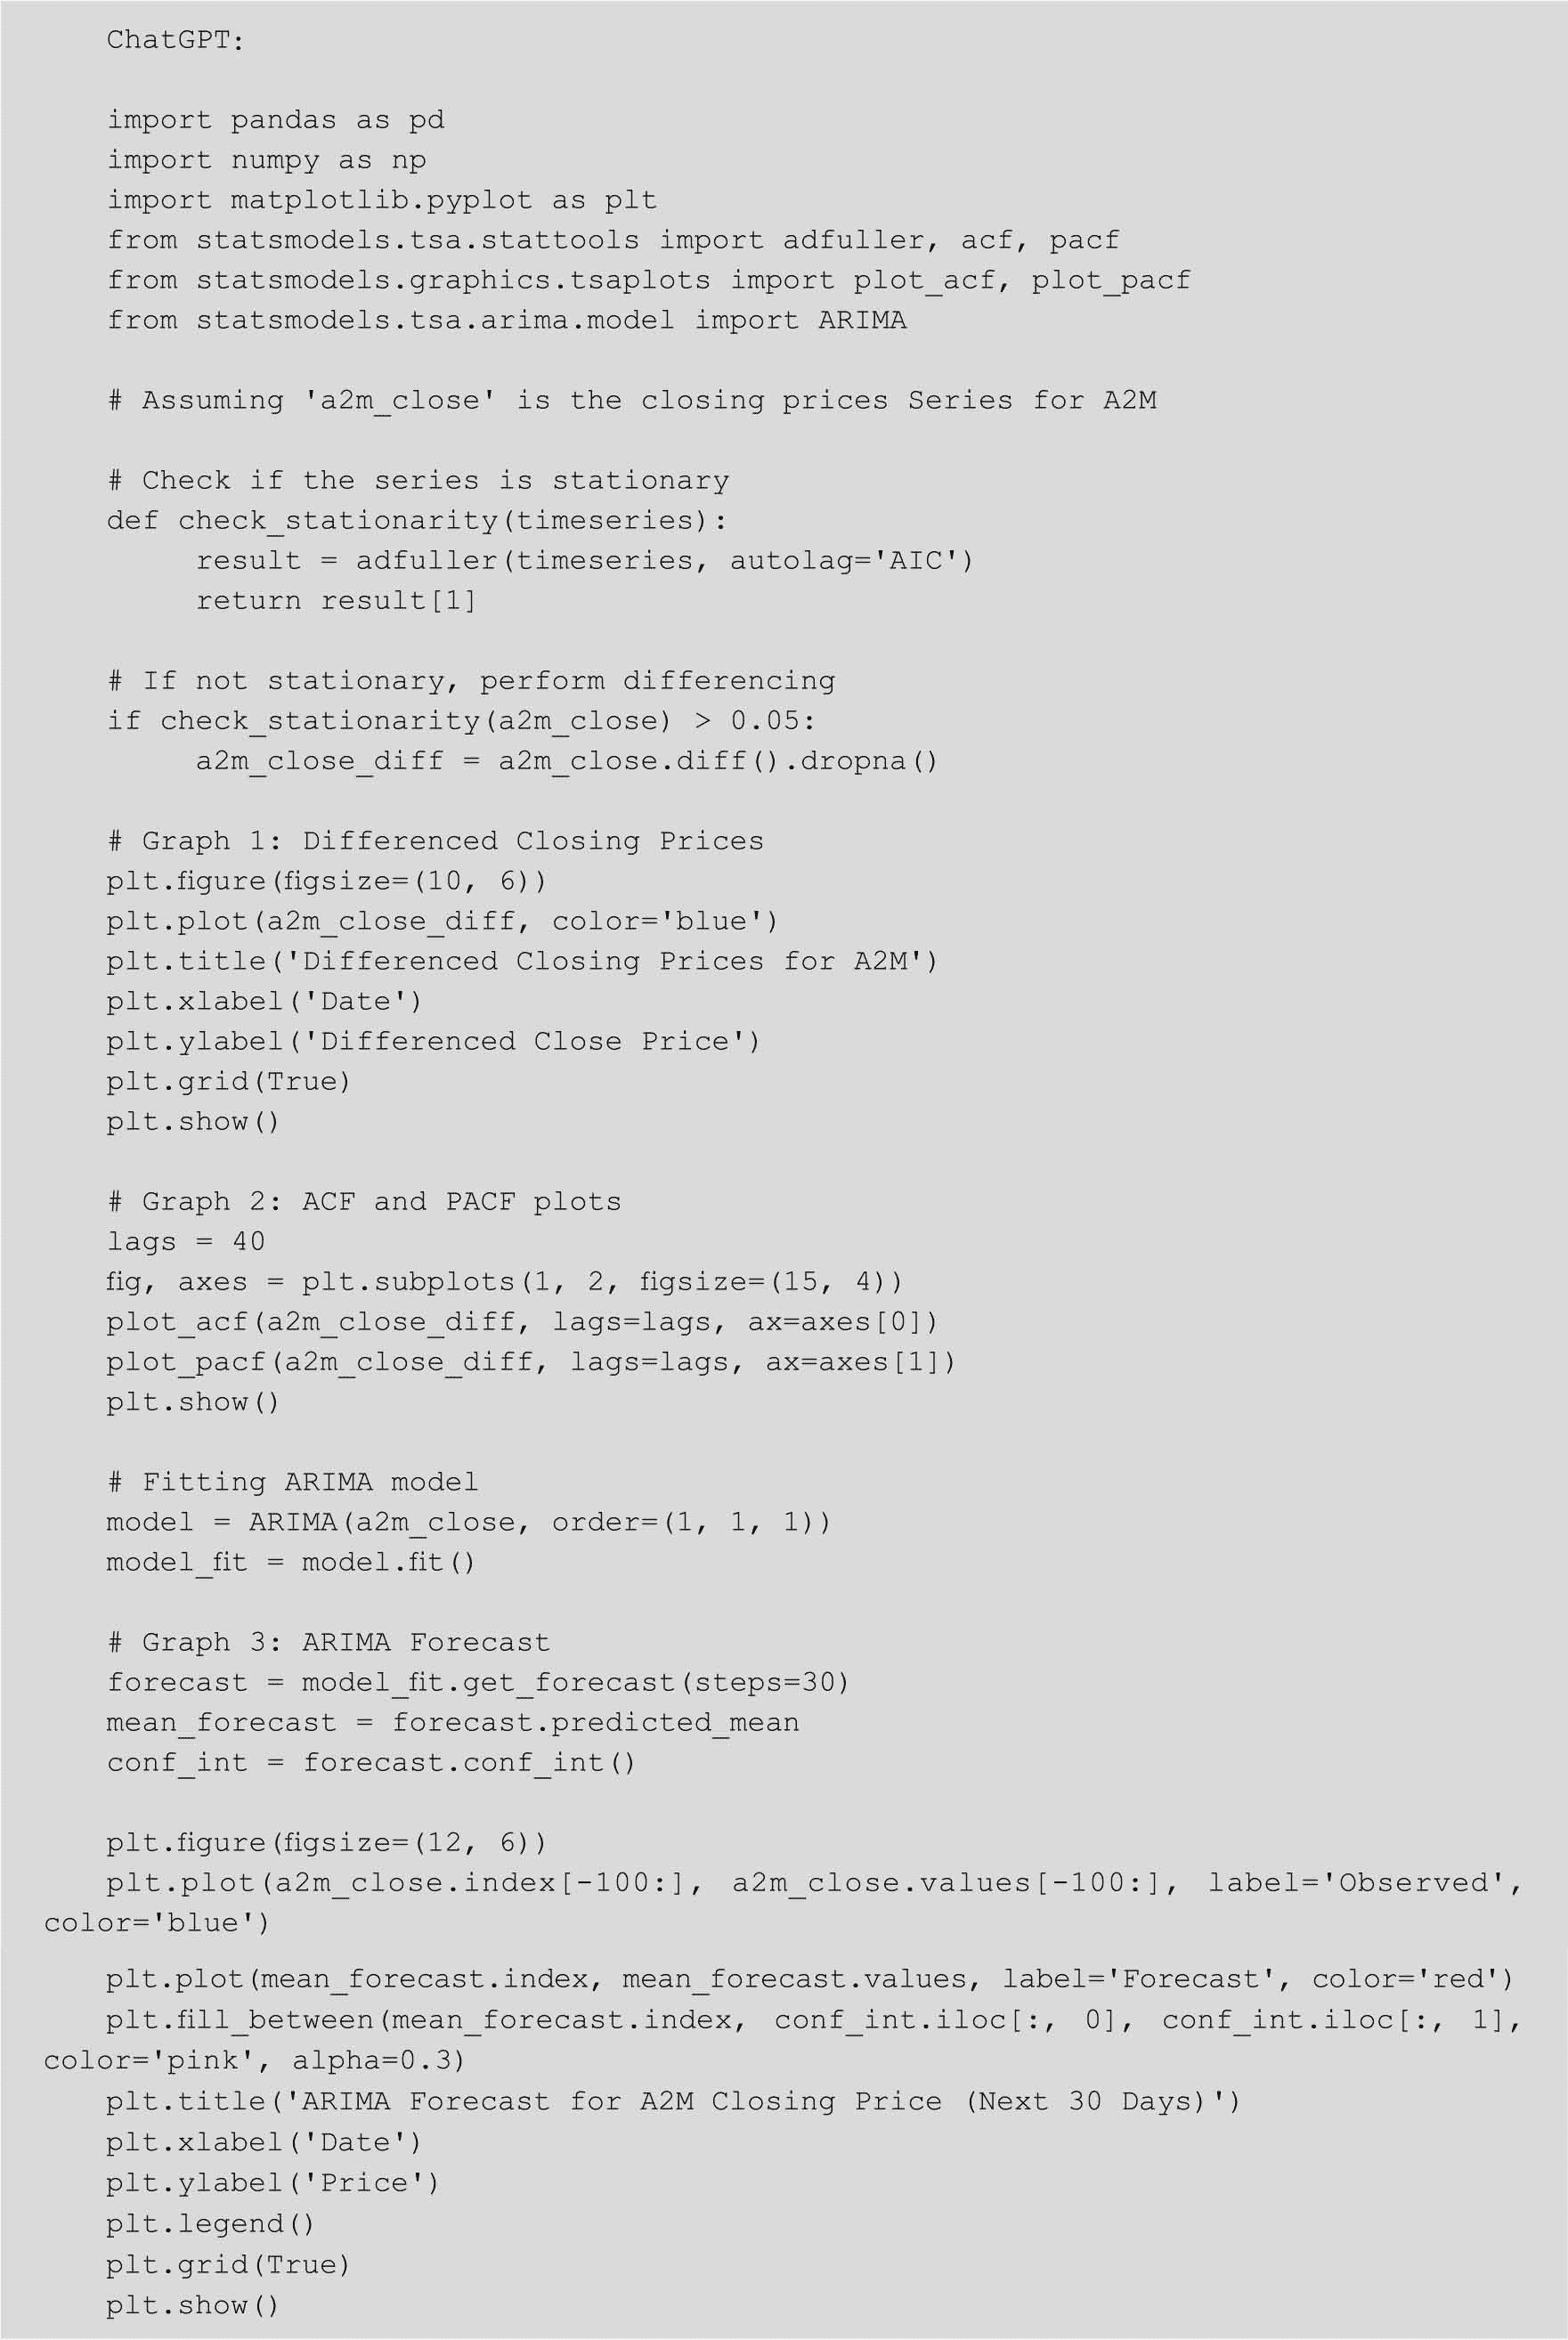 ChatGPT:
import pandas as pd
import numpy as np
import matplotlib.pyplot as plt
from statsmodels.tsa.stattools import adfuller, acf, pacf
from statsmodels.graphics.tsaplots import plot_acf, plot_pacf
from statsmodels.tsa.arima.model import ARIMA
# Assuming 'a2m_close' is the closing prices Series for A2M
# Check if the series is stationary
def check_stationarity(timeseries):
     result = adfuller(timeseries, autolag='AIC')
     return result[1]
# If not stationary, perform differencing
if check_stationarity(a2m_close) > 0.05:
     a2m_close_diff = a2m_close.diff().dropna()
# Graph 1: Differenced Closing Prices
plt.figure(figsize=(10, 6))
plt.plot(a2m_close_diff, color='blue')
plt.title('Differenced Closing Prices for A2M')
plt.xlabel('Date')
plt.ylabel('Differenced Close Price')
plt.grid(True)
plt.show()
# Graph 2: ACF and PACF plots
lags = 40
fig, axes = plt.subplots(1, 2, figsize=(15, 4))
plot_acf(a2m_close_diff, lags=lags, ax=axes[0])
plot_pacf(a2m_close_diff, lags=lags, ax=axes[1])
plt.show()
# Fitting ARIMA model
model = ARIMA(a2m_close, order=(1, 1, 1))
model_fit = model.fit()
# Graph 3: ARIMA Forecast
forecast = model_fit.get_forecast(steps=30)
mean_forecast = forecast.predicted_mean
conf_int = forecast.conf_int()
plt.figure(figsize=(12, 6))
plt.plot(a2m_close.index[-100:], a2m_close.values[-100:], label='Observed',
color='blue')
plt.plot(mean_forecast.index, mean_forecast.values, label='Forecast', color='red')
plt.fill_between(mean_forecast.index, conf_int.iloc[:, 0], conf_int.iloc[:, 1],
color='pink', alpha=0.3)
plt.title('ARIMA Forecast for A2M Closing Price (Next 30 Days)')
plt.xlabel('Date')
plt.ylabel('Price')
plt.legend()
plt.grid(True)
plt.show()